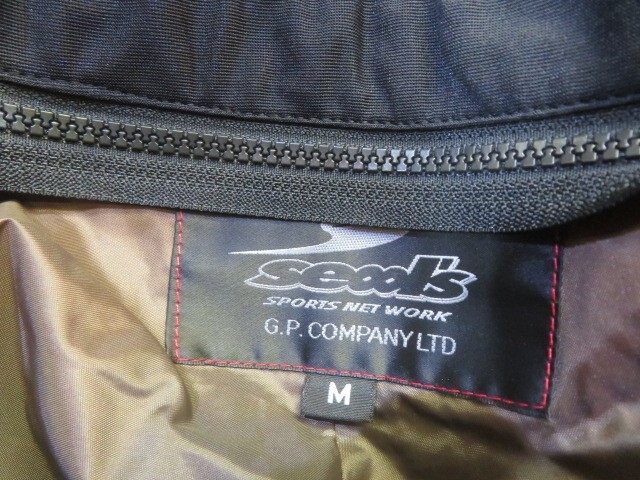 seed's
SPORTS NET WORK
G.P. COMPANY LTD
M